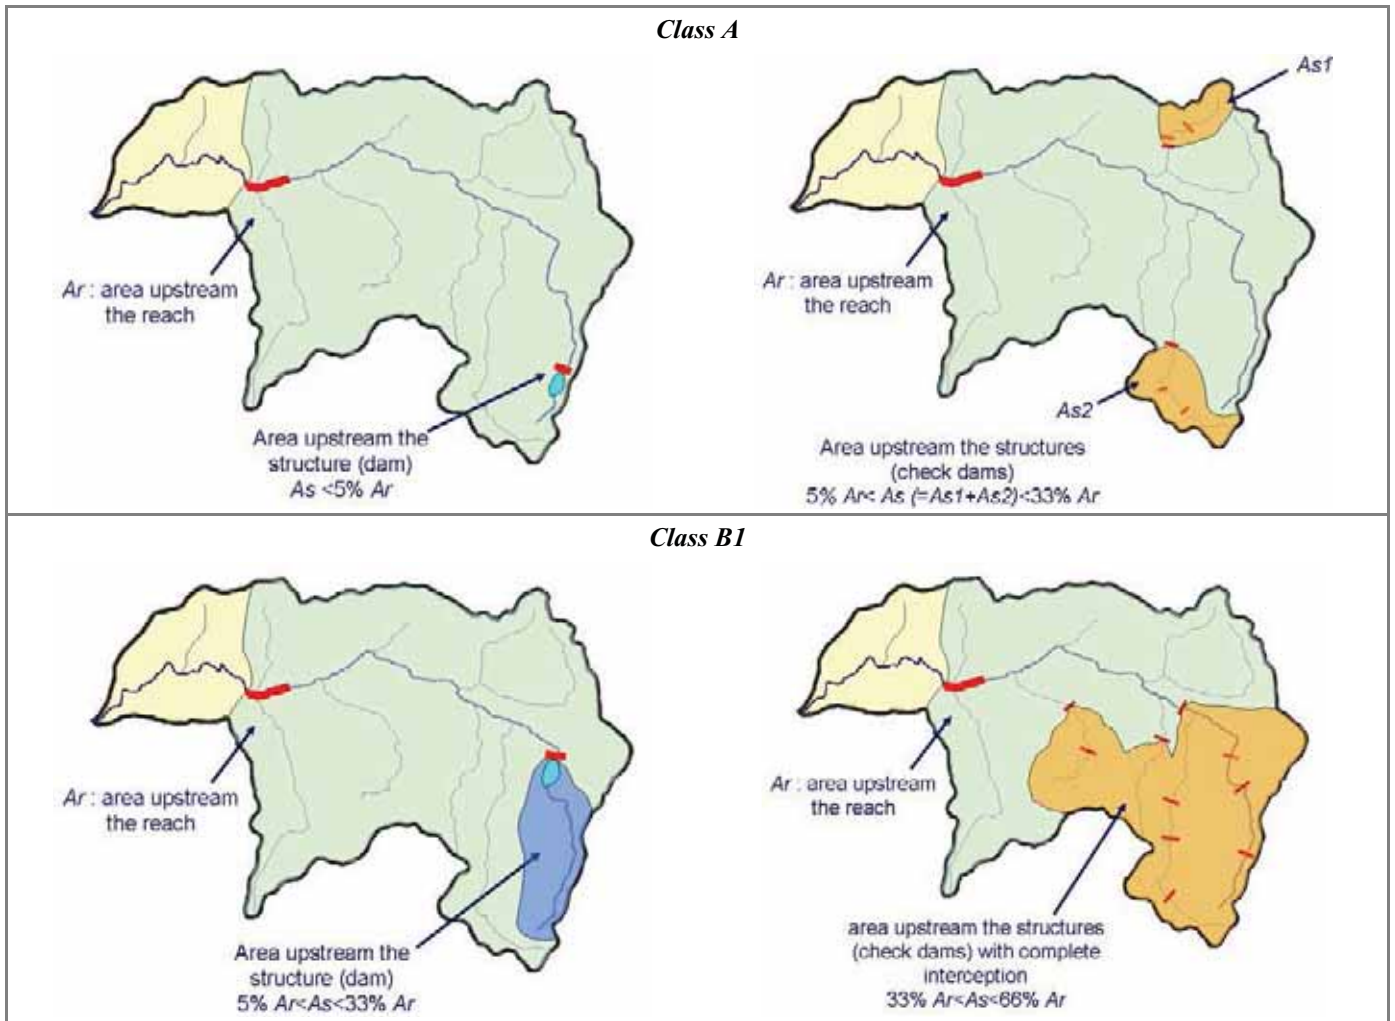 Class A
Ar : area upstream
the reach
Area upstream the
structure (dam)
As <5% Ar
As1
Ar : area upstream
the reach
As2
Area upstream the structures
(check dams)
5% Ar< As (=As1+As2)<33% Ar
Class B1
Ar : area upstream
the reach
Area upstream the
structure (dam)
5% Ar<As<33% Ar
Ar : area upstream
the reach
area upstream the structures
(check dams) with complete
interception
33% Ar<As<66% Ar